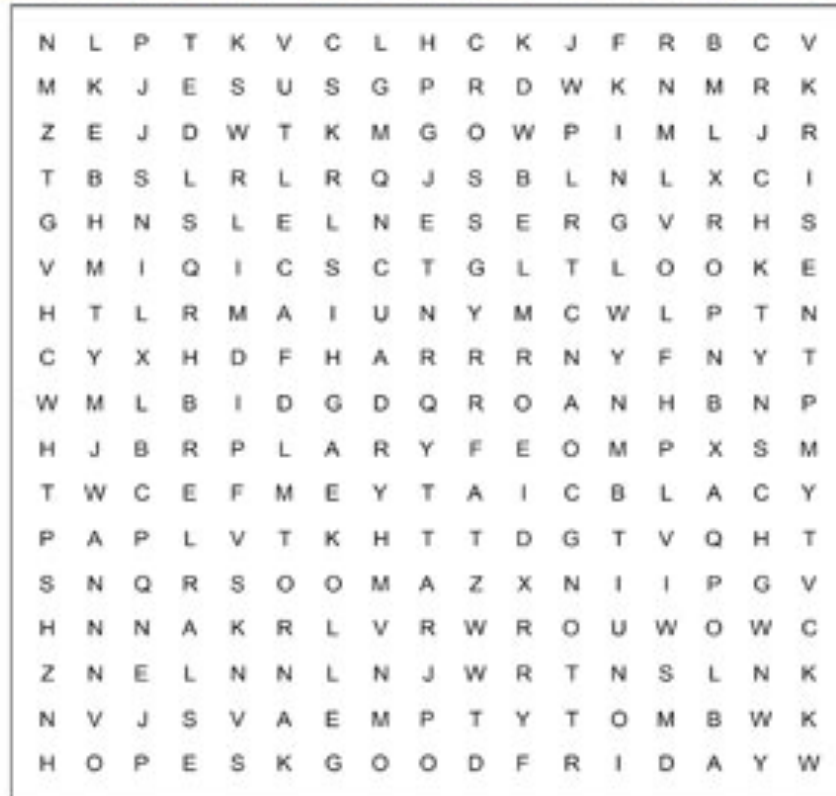 N L P T K V C L H C K J F R B C V
M K J E S U S G P R D W K N M R K
Z E J D W T K M G O W P I M L J R
T B S L R L R Q J S B L N L X C I
G H N S L E L N E S E R G V R H S
V M I Q I C S C T G L T L O O K E
H T L R M A I U N Y M C W L P T N
C Y X H D F H A R R R N Y F N Y T
W M L B I D G D Q R O A N H B N P
H J B R P L A R Y F E O M P X S M
T W C E F M E Y T A I C B L A C Y
P A P L V T K H T T D G T V Q H T
S N Q R S O O M A Z X N I I P G V
H N N A K R L V R W R O U W O W C
Z N E L N N L N J W R T N S L N K
N V J S V A E M P T Y T O M B W K
H O P E S K G O O D F R I D A Y W